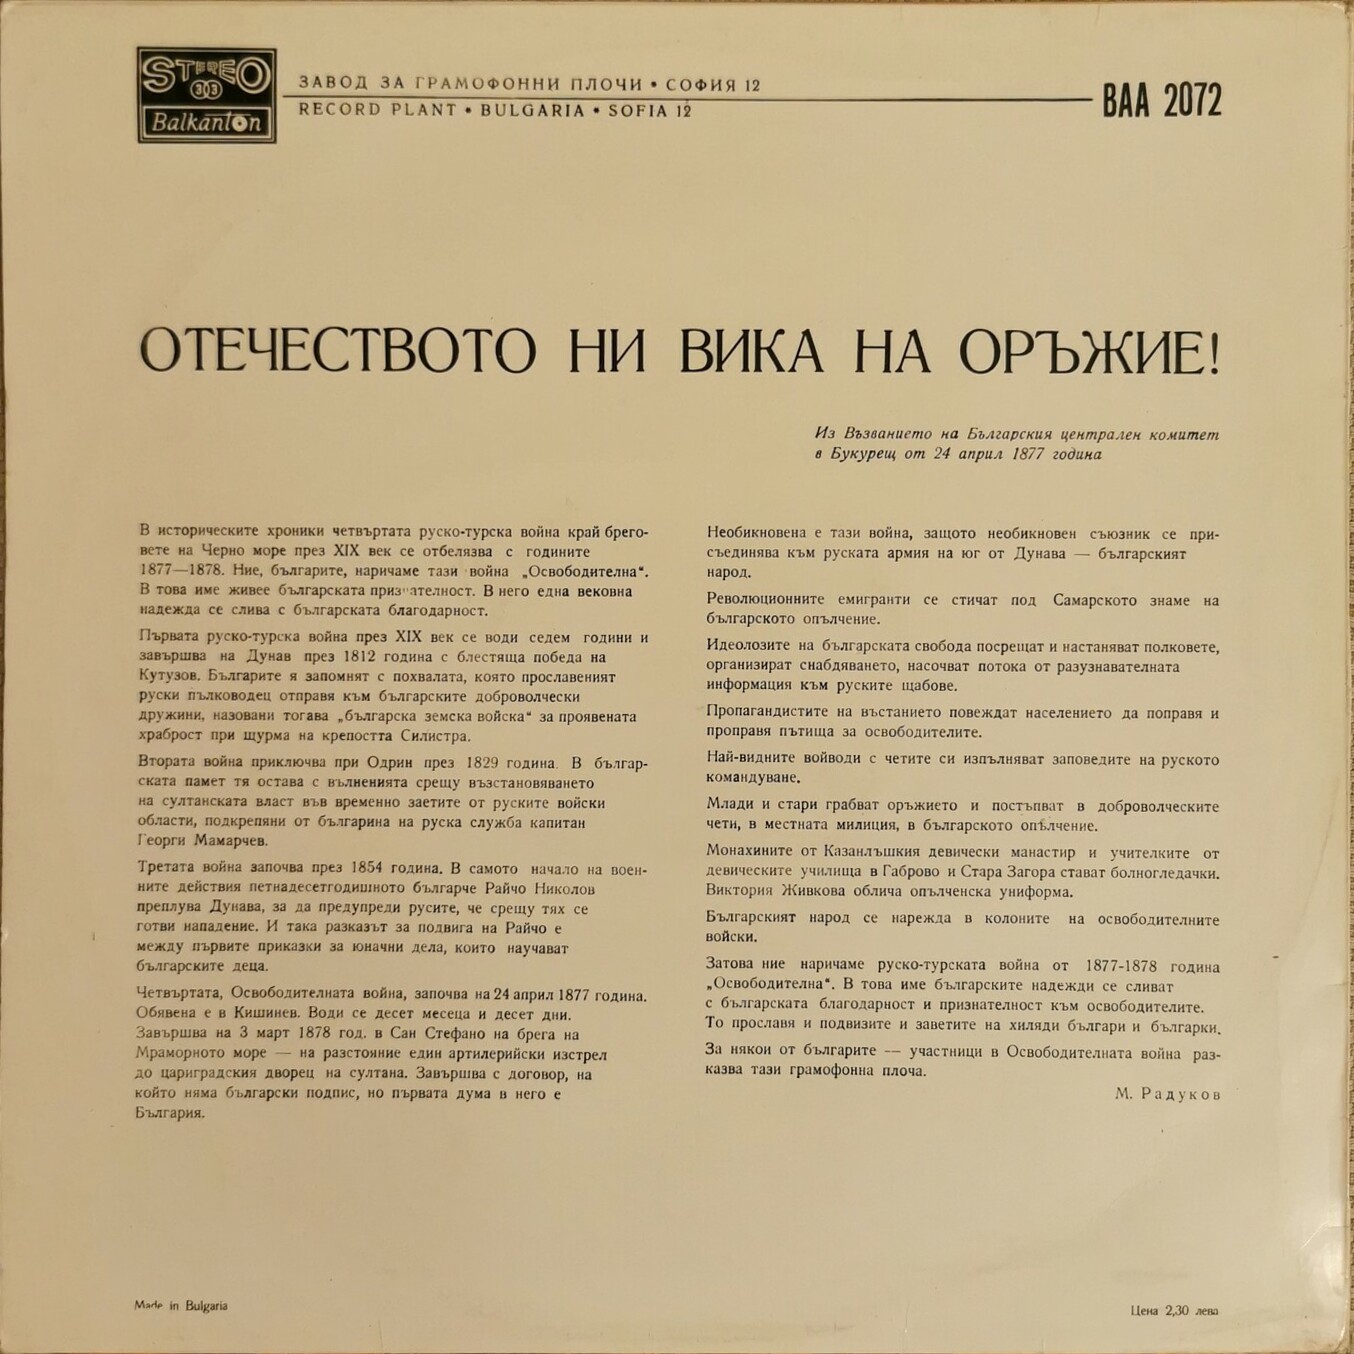 STEREO
33
Balkanton
ЗАВОД ЗА ГРАМОФОННИ ПЛОЧИ • СОФИЯ 12
RECORD PLANT • BULGARIA • SOFIA 12
ВАА 2072
ОТЕЧЕСТВОТО НИ ВИКА НА ОРЪЖИЕ!
Из Възванието на Българския централен комитет
в Букурещ от 24 април 1877 година
В историческите хроники четвъртата руско-турска война край брего-
вете на Черно море през XIX век се отбелязва с годините
1877—1878. Ние, българите, наричаме тази война „Освободителна“.
В това име живее българската признателност. В него една вековна
надежда се слива с българската благодарност.
Първата руско-турска война през XIX век се води седем години и
завършва на Дунав през 1812 година с блестяща победа на
Кутузов. Българите я запомнят с похвалата, която прославеният
руски пълководец отправя към българските доброволчески
дружини, назовани тогава „българска земска войска“ за проявената
храброст при щурма на крепостта Силистра.
Втората война приключва при Одрин през 1829 година. В българ-
ската памет тя остава с вълненията срещу възстановяването
на султанската власт във временно заетите от руските войски
области, подкрепяни от българина на руска служба капитан
Георги Мамарчев.
Третата война започва през 1854 година. В самото начало на воен-
ните действия петнадесетгодишното българче Райчо Николов
преплува Дунава, за да предупреди русите, че срещу тях се
готви нападение. И така разказът за подвига на Райчо е
между първите приказки за юначни дела, които научават
българските деца.
Четвъртата, Освободителната война, започва на 24 април 1877 година.
Обявена е в Кишинев. Води се десет месеца и десет дни.
Завършва на 3 март 1878 год. в Сан Стефано на брега на
Мраморното море — на разстояние един артилерийски изстрел
до цариградския дворец на султана. Завършва с договор, на
който няма български подпис, но първата дума в него е
България.
Необикновена е тази война, защото необикновен съюзник се при-
съединява към руската армия на юг от Дунава — българският
народ.
Революционните емигранти се стичат под Самарското знаме на
българското опълчение.
Идеолозите на българската свобода посрещат и настаняват полковете,
организират снабдяването, насочват потока от разузнавателната
информация към руските щабове.
Пропагандистите на въстанието повеждат населението да поправя и
проправя пътища за освободителите.
Най-видните войводи с четите си изпълняват заповедите на руското
командуване.
Млади и стари грабват оръжието и постъпват в доброволческите
чети, в местната милиция, в българското опълчение.
Монахините от Казанлъшкия девически манастир и учителките от
девическите училища в Габрово и Стара Загора стават болногледачки.
Виктория Живкова облича опълченска униформа.
Българският народ се нарежда в колоните на освободителните
войски.
Затова ние наричаме руско-турската война от 1877-1878 година
„Освободителна“. В това име българските надежди се сливат
с българската благодарност и признателност към освободителите.
То прославя и подвизите и заветите на хиляди българи и българки.
За някои от българите — участници в Освободителната война раз-
казва тази грамофонна плоча.
М. Радуков
Made in Bulgaria
Цена 2,30 лева